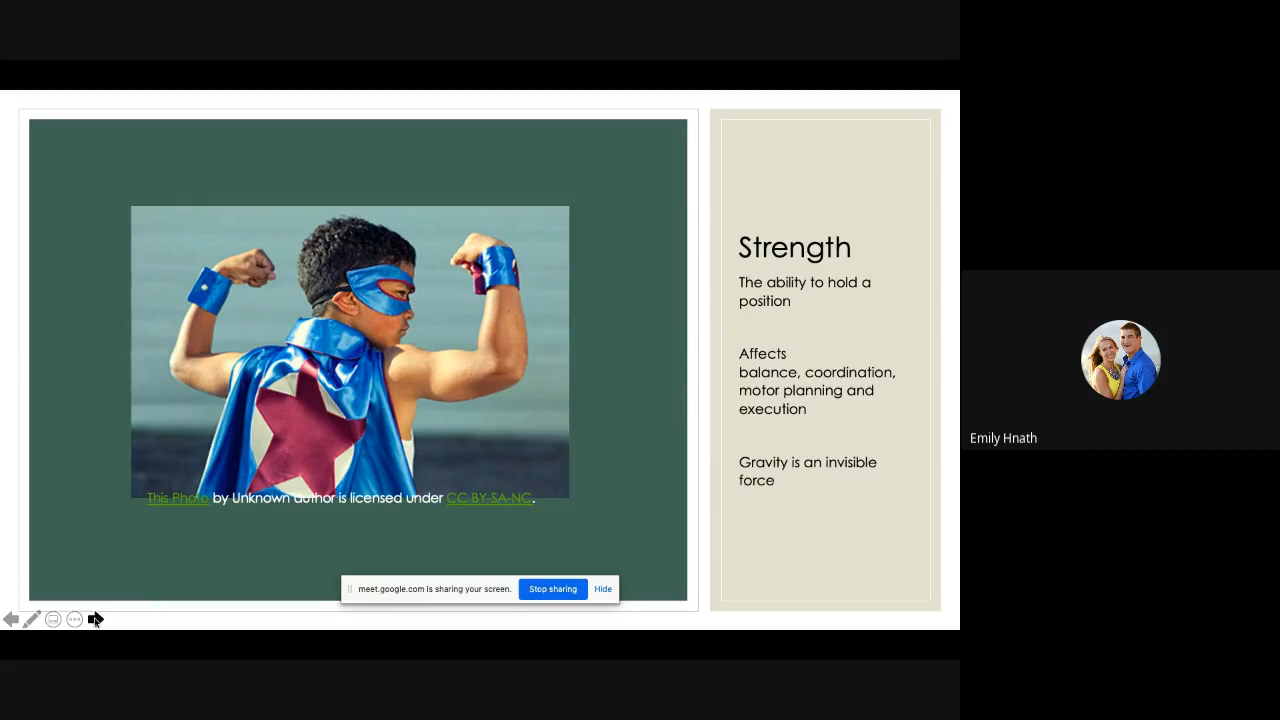 Strength
The ability to hold a
position
Affects
balance, coordination,
motor planning and
execution
Gravity is an invisible
force
This Photo by Unknown author is licensed under CC BY-SA-NC.
meet.google.com is sharing your screen. Stop sharing Hide
Emily Hnath